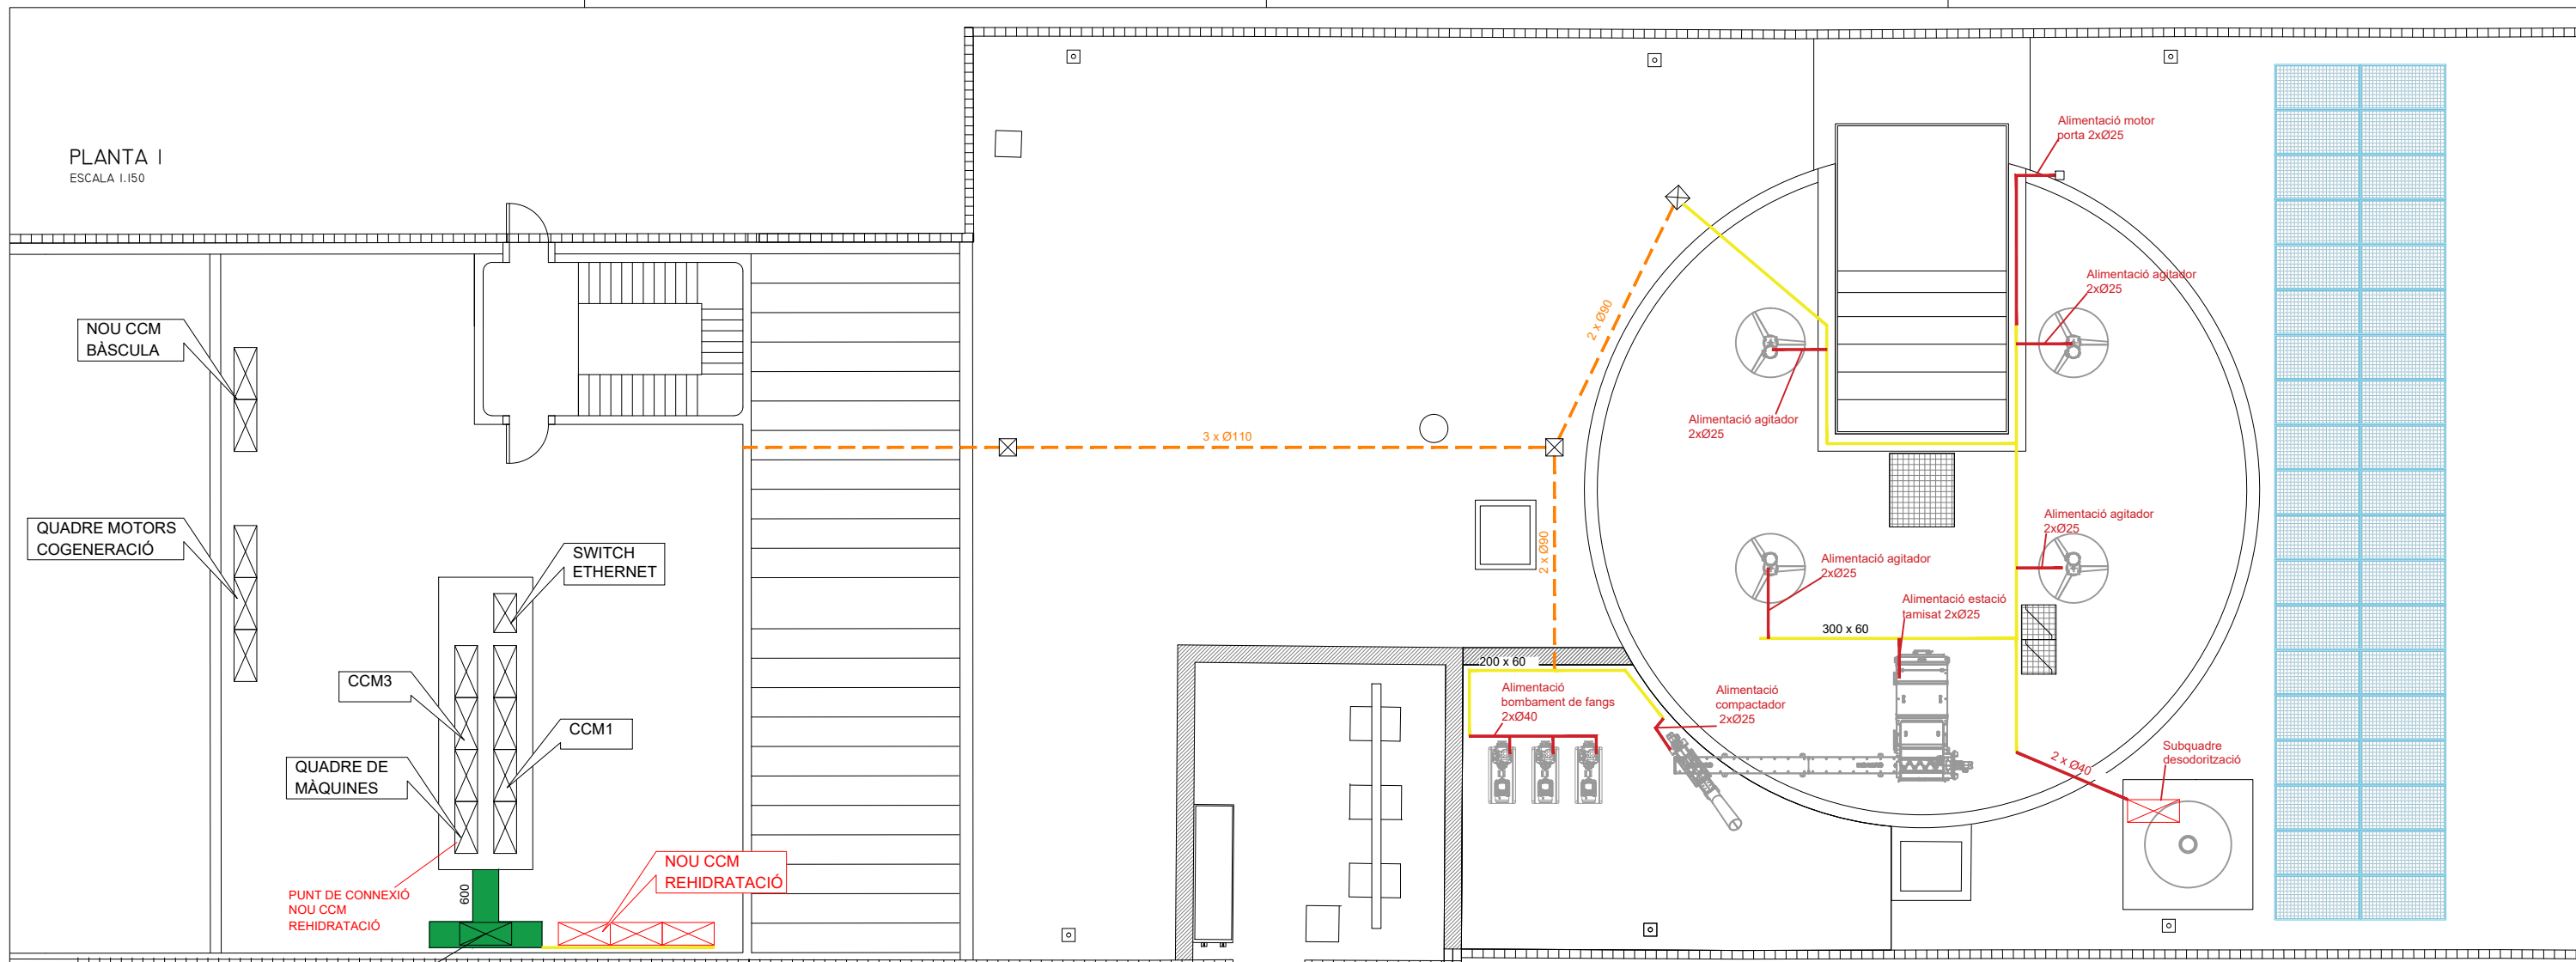 PLANTA 1
ESCALA 1.150
NOU CCM
BÀSCULA
QUADRE MOTORS
COGENERACIÓ
SWITCH
ETHERNET
CCM3
CCM1
QUADRE DE
MÀQUINES
PUNT DE CONNEXIÓ
NOU CCM
REHIDRATACIÓ
600
NOU CCM
REHIDRATACIÓ
3 x Ø110
2 x Ø90
2 x Ø90
200 x 60
Alimentació
bombament de fangs
2xØ40
Alimentació
compactador
2xØ25
Alimentació agitador
2xØ25
Alimentació agitador
2xØ25
Alimentació estació
tamisat 2xØ25
300 x 60
Alimentació motor
porta 2xØ25
Alimentació agitador
2xØ25
Alimentació agitador
2xØ25
2 x Ø40
Subquadre
desodorització